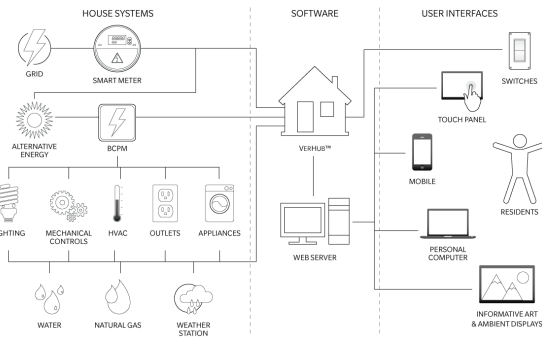 HOUSE SYSTEMS
SOFTWARE
USER INTERFACES
GRID
SMART METER
SWITCHES
TOUCH PANEL
ALTERNATIVE
ENERGY
BCPM
VERHUB™
MOBILE
RESIDENTS
GHTING
MECHANICAL
CONTROLS
HVAC
OUTLETS
APPLIANCES
WEB SERVER
PERSONAL
COMPUTER
WATER
NATURAL GAS
WEATHER
STATION
INFORMATIVE ART
& AMBIENT DISPLAYS